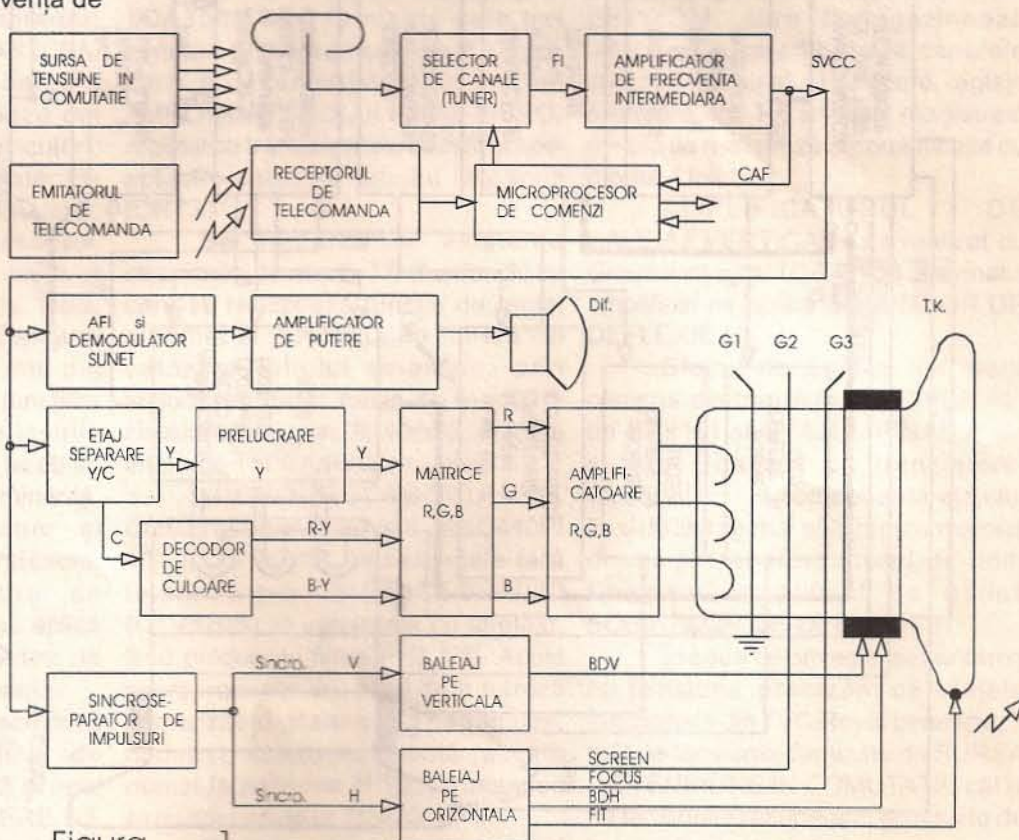 vența de
SURSA DE
TENSIUNE IN
COMUTATIE
SELECTOR
DE CANALE
(TUNER)
FI
AMPLIFICATOR
DE FRECVENTA
INTERMEDIARA
SVCC
CAF
EMITATORUL
DE
TELECOMANDA
RECEPTORUL
DE
TELECOMANDA
MICROPROCESOR
DE COMENZI
AFI si
DEMODULATOR
SUNET
AMPLIFICATOR
DE PUTERE
Dif.
T.K.
G1 G2 G3
ETAJ
SEPARARE
Y/C
Y
PRELUCRARE
Y
Y
MATRICE
R,G,B
R
G
B
AMPLIFI-
CATOARE
R,G,B
C
DECODOR
DE
CULOARE
R-Y
B-Y
SINCROSE-
PARATOR DE
IMPULSURI
Sincro. V
BALEIAJ
PE
VERTICALA
BDV
Sincro. H
BALEIAJ
PE
ORIZONTALA
SCREEN
FOCUS
BDH
FIT
Figura 1